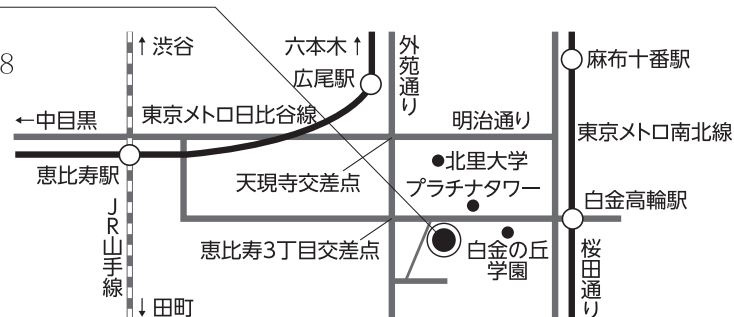 ↑渋谷
六本木↑
外苑通り
8
広尾駅
麻布十番駅
←中目黒
東京メトロ日比谷線
明治通り
東京メトロ南北線
●北里大学
恵比寿駅
天現寺交差点
プラチナタワー
白金高輪駅
JR山手線
恵比寿3丁目交差点
白金の丘
学園
桜田通り
↓田町